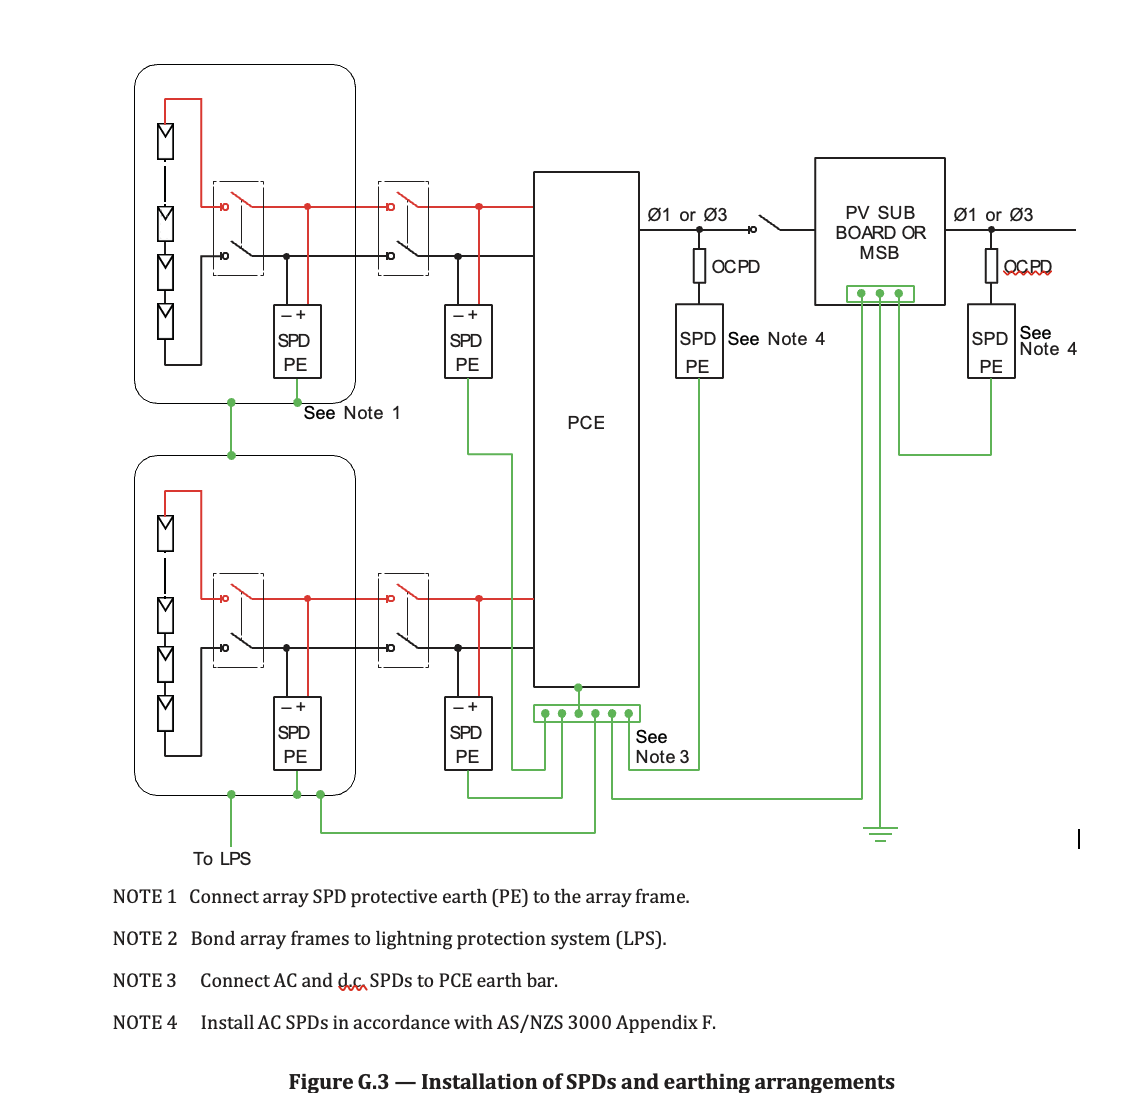 Ø1 or Ø3
PV SUB
BOARD OR
MSB
Ø1 or Ø3
OCPD
OCPD
– +
SPD
PE
– +
SPD
PE
SPD
PE
See Note 4
SPD
PE
See
Note 4
See Note 1
PCE
– +
SPD
PE
– +
SPD
PE
See
Note 3
To LPS
NOTE 1 Connect array SPD protective earth (PE) to the array frame.
NOTE 2 Bond array frames to lightning protection system (LPS).
NOTE 3 Connect AC and d.c. SPDs to PCE earth bar.
NOTE 4 Install AC SPDs in accordance with AS/NZS 3000 Appendix F.
Figure G.3 — Installation of SPDs and earthing arrangements